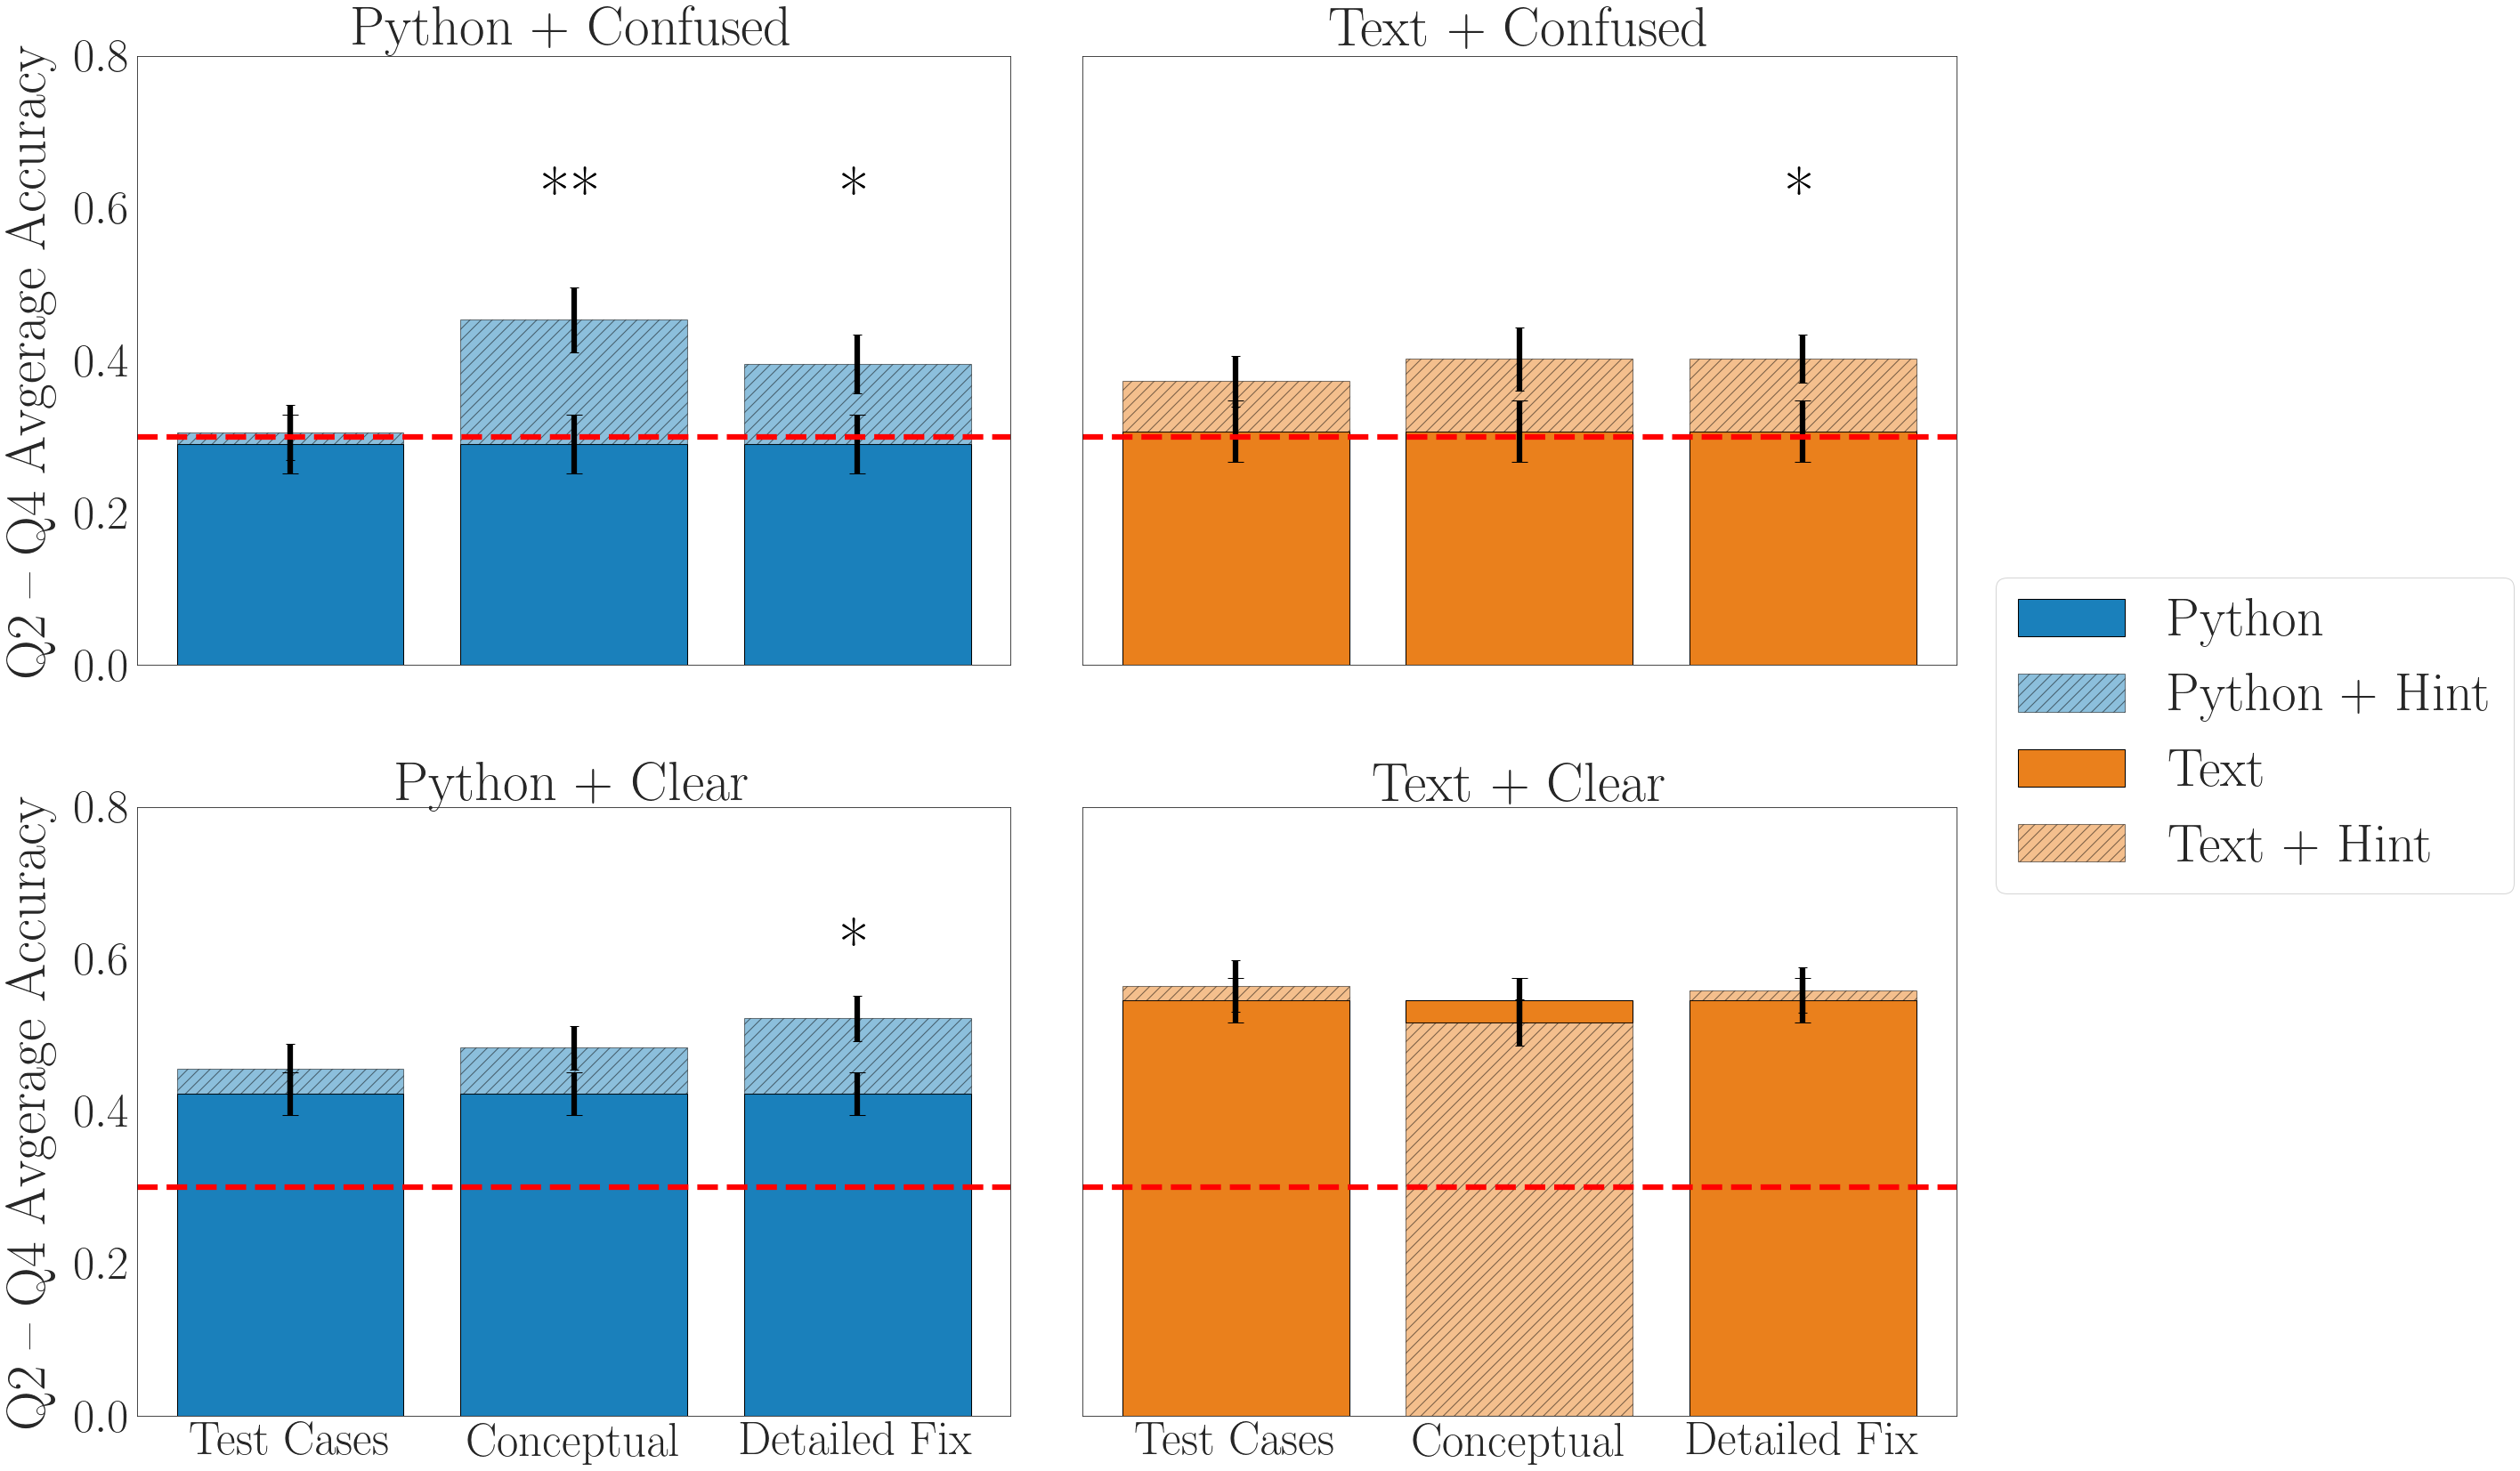 Python + Confused
Text + Confused
Q2 – Q4 Avgerage Accuracy
0.8
0.6
0.4
0.2
0.0
**
*
*
Python
Python + Hint
Text
Text + Hint
Python + Clear
Text + Clear
Q2 – Q4 Avgerage Accuracy
0.8
0.6
0.4
0.2
0.0
*
Test Cases
Conceptual
Detailed Fix
Test Cases
Conceptual
Detailed Fix